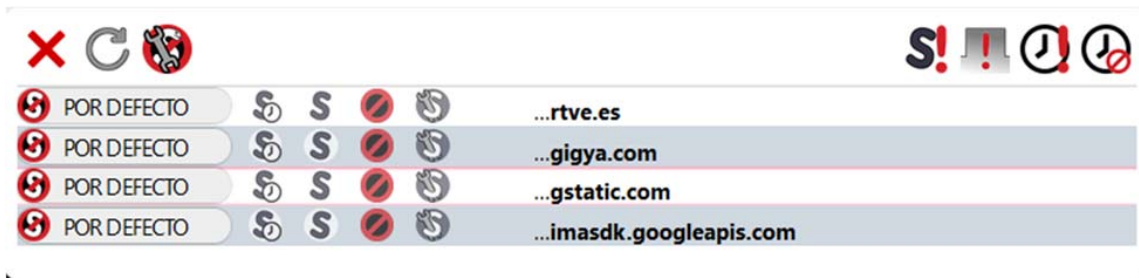 POR DEFECTO ...rtve.es
POR DEFECTO ...gigya.com
POR DEFECTO ...gstatic.com
POR DEFECTO ...imasdk.googleapis.com